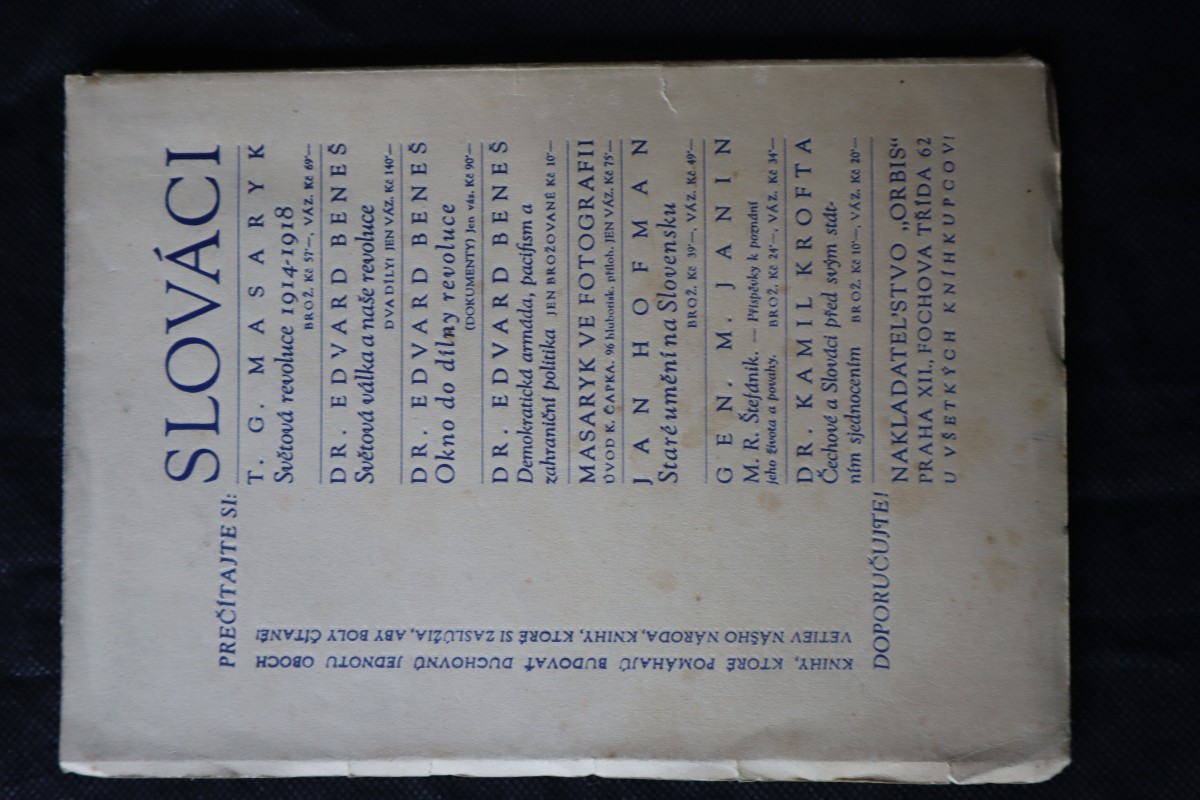 SLOVÁCI
PREČÍTAJTE SI:
T. G. MASARYK
Světová revoluce 1914-1918
BROŽ. Kč 57·—, VÁZ. Kč 69·—
DR. EDVARD BENEŠ
Světová válka a naše revoluce
DVA DÍLY! JEN VÁZ. Kč 140·—
DR. EDVARD BENEŠ
Okno do dílny revoluce
(DOKUMENTY) Jen váz. Kč 90·—
DR. EDVARD BENEŠ
Demokratická armáda, pacifism a
zahraniční politika JEN BROŽOVANÉ Kč 10·—
MASARYK VE FOTOGRAFII
ÚVOD K. ČAPKA. 96 hlubotisk. příloh. JEN VÁZ. Kč 75·—
JAN HOFMAN
Staré umění na Slovensku
BROŽ. Kč 39·—, VÁZ. Kč 49·—
GEN. M. JANIN
M. R. Štefánik. — Příspěvky k poznání
jeho života a povahy. BROŽ. Kč 24·—, VÁZ. Kč 34·—
DR. KAMIL KROFTA
Čechové a Slováci před svým stát-
ním sjednocením BROŽ. Kč 10·—, VÁZ. Kč 20·—
KNIHY, KTORÉ POMÁHAJÚ BUDOVAŤ DUCHOVNÚ JEDNOTU OBOCH
VETIEV NÁŠHO NÁRODA, KNIHY, KTORÉ SI ZASLÚŽIA, ABY BOLY ČÍTANÉ!
DOPORUČUJTE!
NAKLADATEĽSTVO „ORBIS“
PRAHA XII., FOCHOVA TŘÍDA 62
U VŠETKÝCH KNÍHKUPCOV!